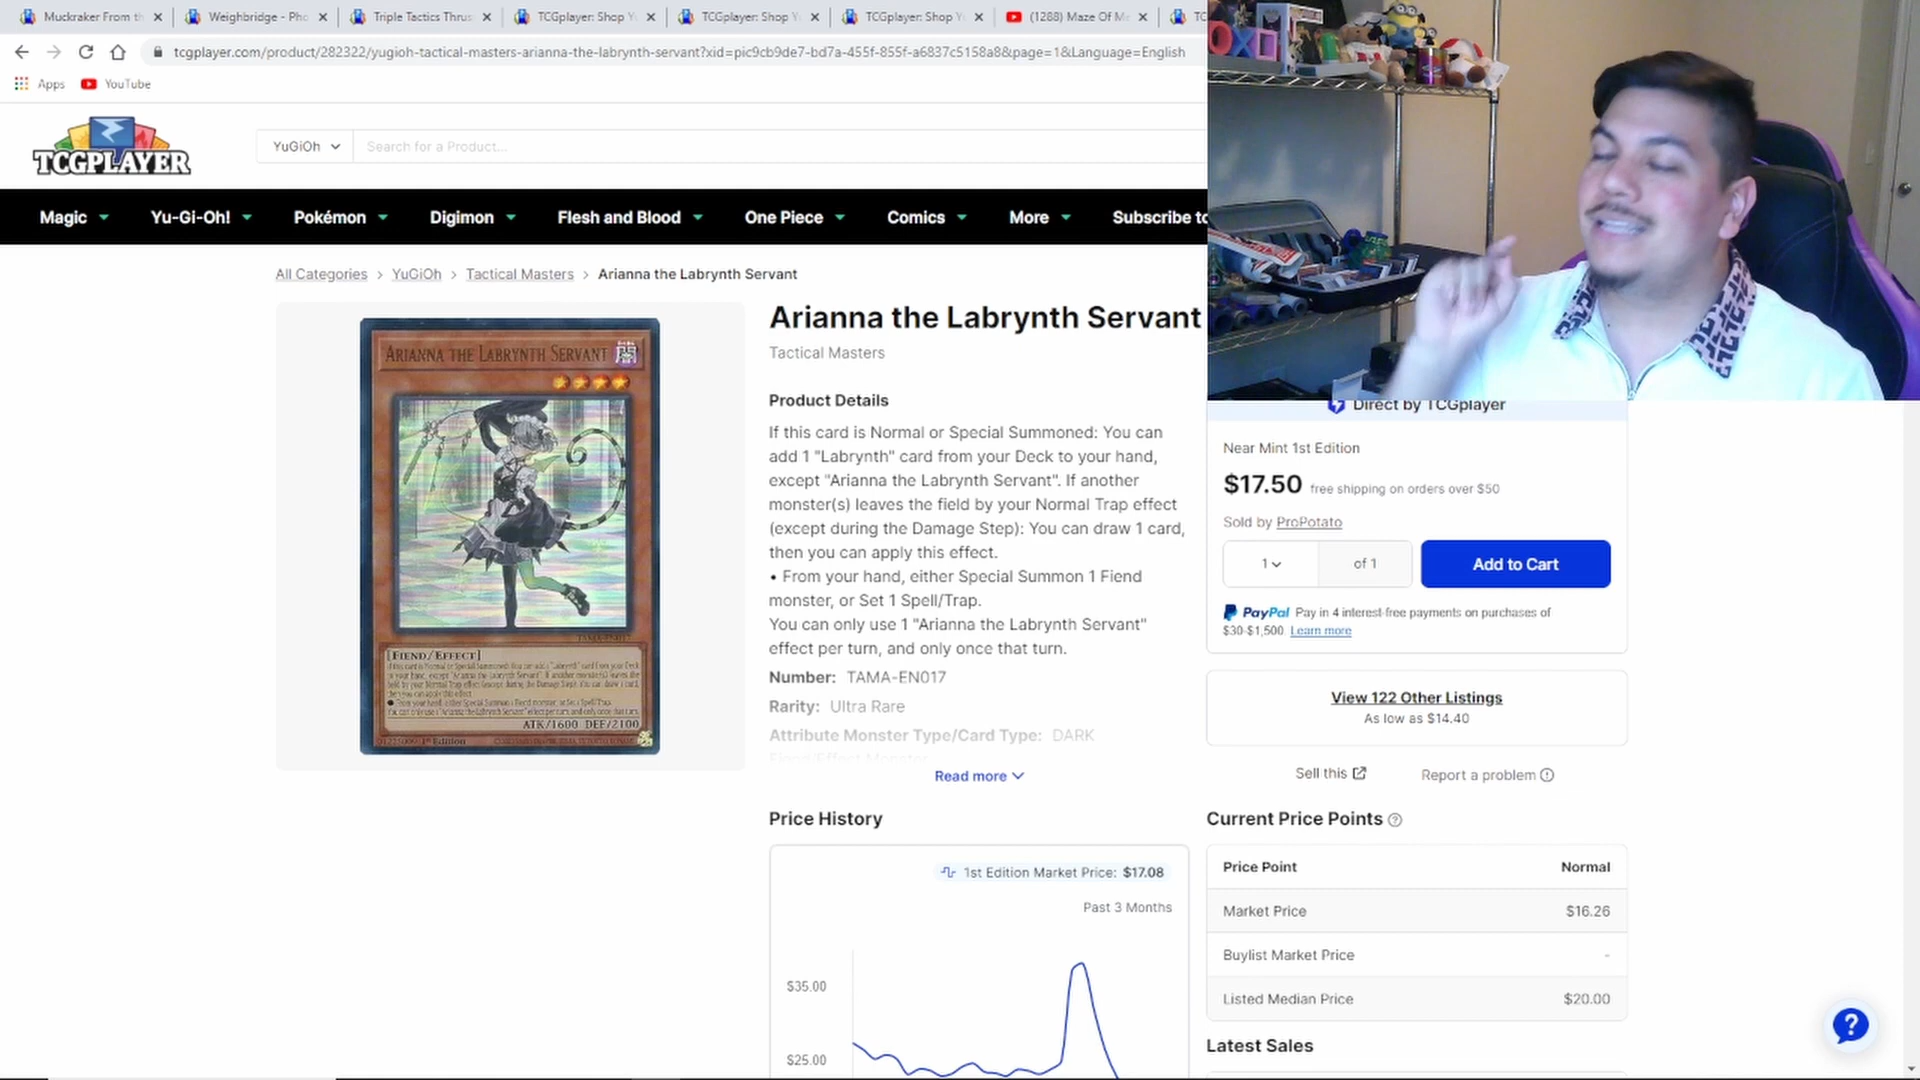 Muckraker From th
Weighbridge - Pho
Triple Tactics Thrus
TCGplayer: Shop Y
TCGplayer: Shop Y
TCGplayer: Shop Y
(1288) Maze Of M
TC
tcgplayer.com/product/282322/yugioh-tactical-masters-arianna-the-labrynth-servant?xid=pic9cb9de7-bd7a-455f-855f-a6837c5158a8&page=1&Language=English
Apps
YouTube
TCGPLAYER
YuGiOh
Search for a Product...
Magic
Yu-Gi-Oh!
Pokémon
Digimon
Flesh and Blood
One Piece
Comics
More
Subscribe to
All Categories > YuGiOh > Tactical Masters > Arianna the Labrynth Servant
ARIANNA THE LABRYNTH SERVANT
闇
TAMA-EN017
[FIEND/EFFECT]
ATK/1600 DEF/2100
1st Edition
Arianna the Labrynth Servant
Tactical Masters
Product Details
If this card is Normal or Special Summoned: You can
add 1 "Labrynth" card from your Deck to your hand,
except "Arianna the Labrynth Servant". If another
monster(s) leaves the field by your Normal Trap effect
(except during the Damage Step): You can draw 1 card,
then you can apply this effect.
• From your hand, either Special Summon 1 Fiend
monster, or Set 1 Spell/Trap.
You can only use 1 "Arianna the Labrynth Servant"
effect per turn, and only once that turn.
Number: TAMA-EN017
Rarity: Ultra Rare
Attribute Monster Type/Card Type: DARK
Fiend/Effect Monster
Read more
Direct by TCGplayer
Near Mint 1st Edition
$17.50 free shipping on orders over $50
Sold by ProPotato
1
of 1
Add to Cart
PayPal Pay in 4 interest-free payments on purchases of
$30-$1,500. Learn more
View 122 Other Listings
As low as $14.40
Sell this
Report a problem
Price History
1st Edition Market Price: $17.08
Past 3 Months
$35.00
$25.00
Current Price Points
Price Point Normal
Market Price $16.26
Buylist Market Price -
Listed Median Price $20.00
Latest Sales